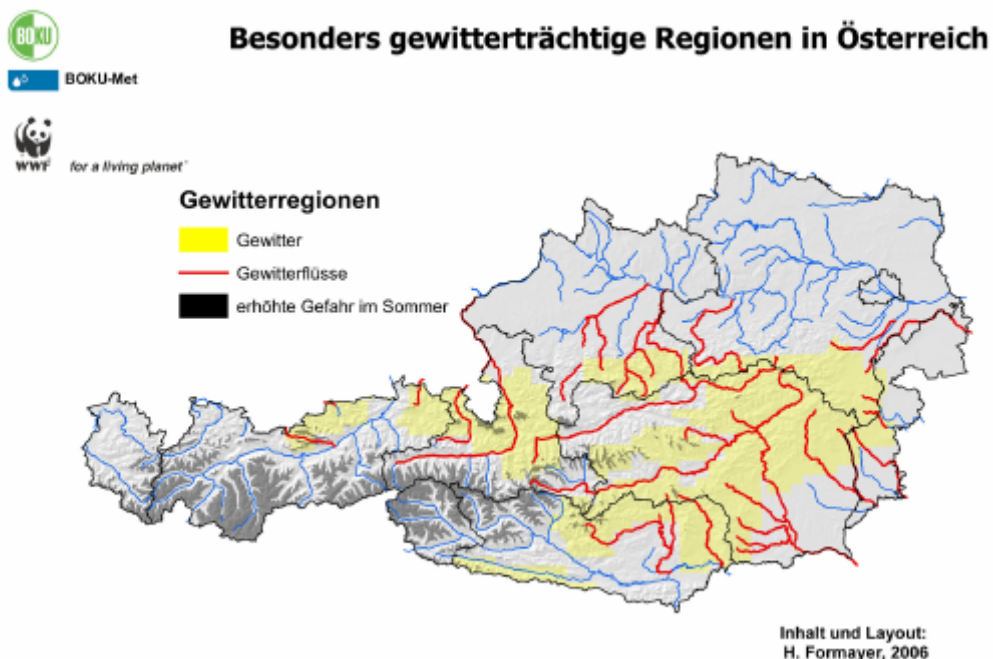 BOKU
Besonders gewitterträchtige Regionen in Österreich
BOKU-Met
WWF
for a living planet®
Gewitterregionen
Gewitter
Gewitterflüsse
erhöhte Gefahr im Sommer
Inhalt und Layout:
H. Formayer, 2006